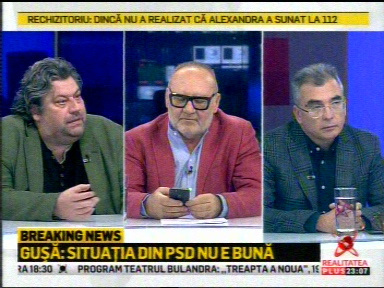 RECHIZITORIU: DINCĂ NU A REALIZAT CĂ ALEXANDRA A SUNAT LA 112
BREAKING NEWS
GUȘĂ: SITUAȚIA DIN PSD NU E BUNĂ
RA 18:30
PROGRAM TEATRUL BULANDRA: „TREAPTA A NOUA”, 19
REALITATEA
PLUS 23:07